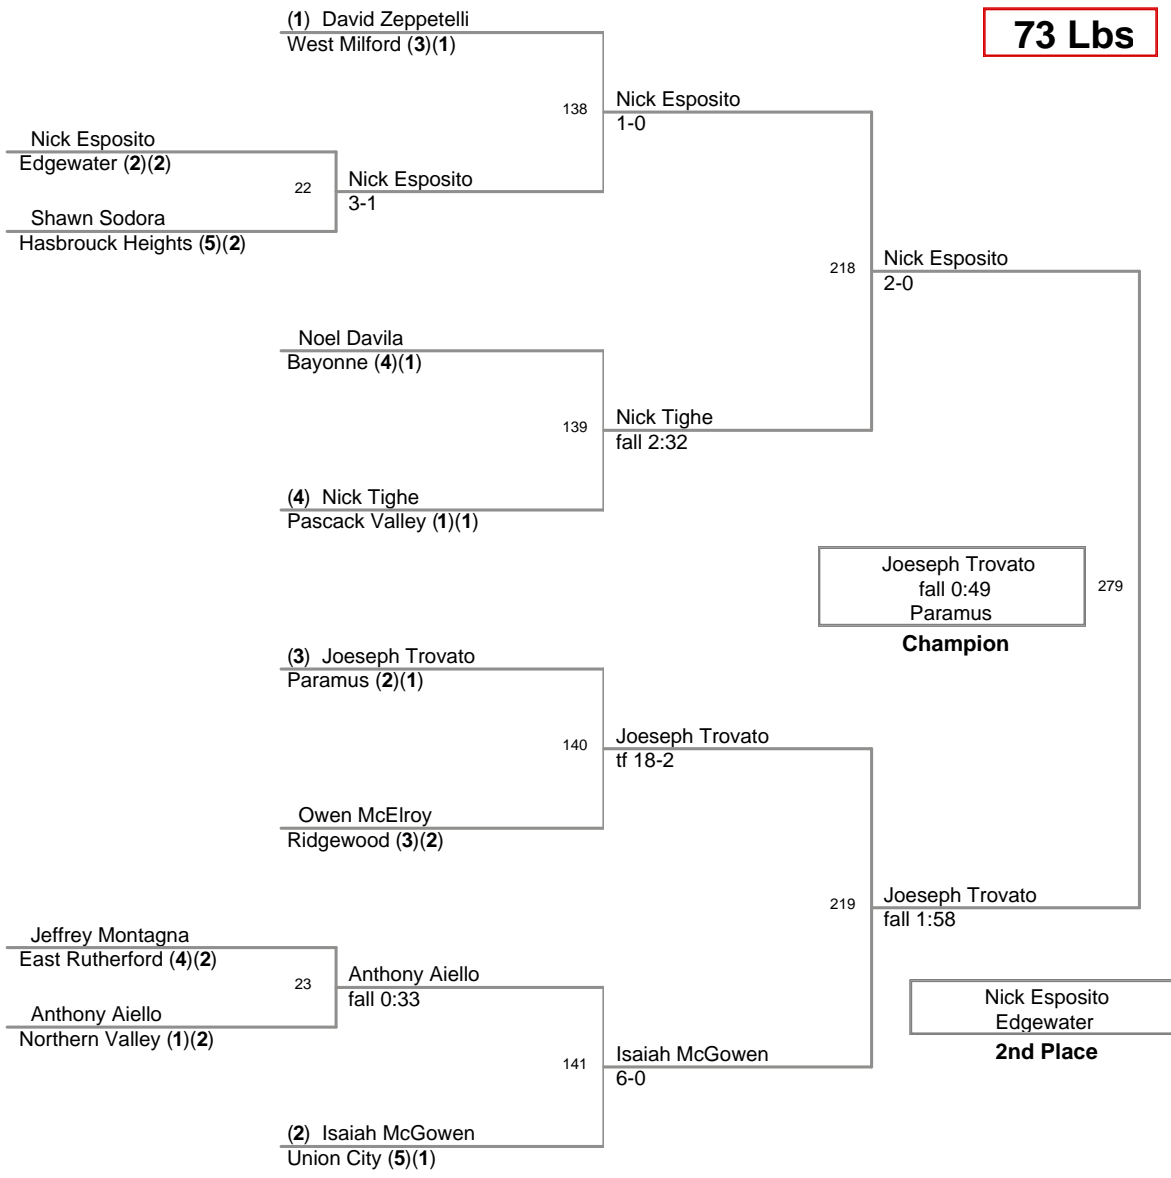 (1) David Zeppetelli
West Milford (3)(1)
73 Lbs
138
Nick Esposito
1-0
Nick Esposito
Edgewater (2)(2)
22
Nick Esposito
3-1
Shawn Sodora
Hasbrouck Heights (5)(2)
218
Nick Esposito
2-0
Noel Davila
Bayonne (4)(1)
139
Nick Tighe
fall 2:32
(4) Nick Tighe
Pascack Valley (1)(1)
Joeseph Trovato
fall 0:49
Paramus
279
Champion
(3) Joeseph Trovato
Paramus (2)(1)
140
Joeseph Trovato
tf 18-2
Owen McElroy
Ridgewood (3)(2)
219
Joeseph Trovato
fall 1:58
Jeffrey Montagna
East Rutherford (4)(2)
23
Anthony Aiello
fall 0:33
Anthony Aiello
Northern Valley (1)(2)
Nick Esposito
Edgewater
2nd Place
141
Isaiah McGowen
6-0
(2) Isaiah McGowen
Union City (5)(1)